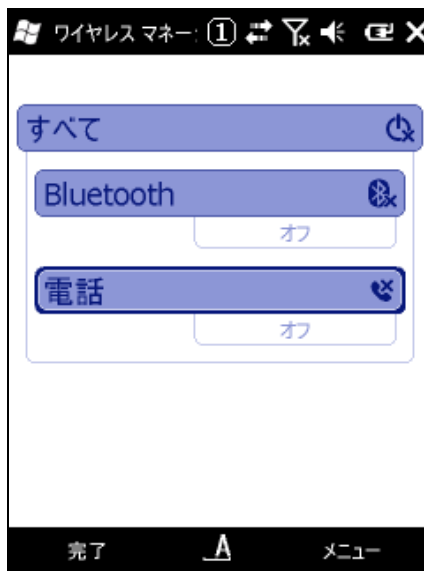 ワイヤレス マネー: 1
すべて
Bluetooth
オフ
電話
オフ
完了 A メニュー